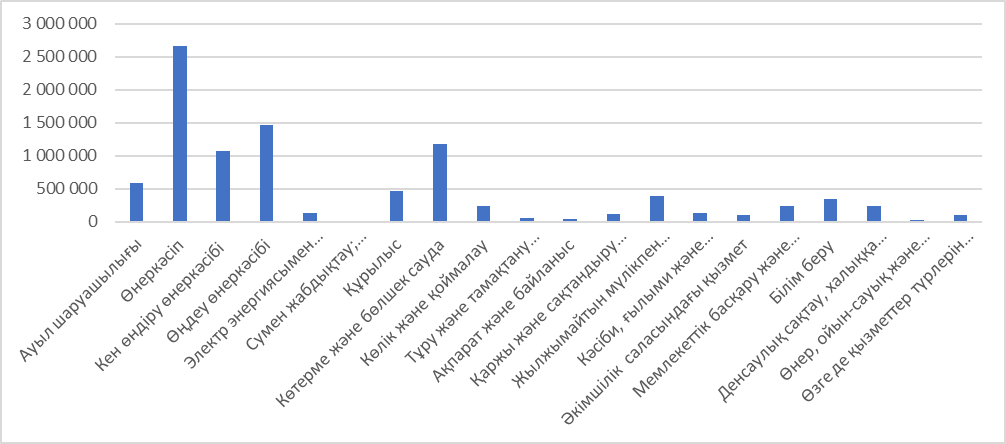 3 000 000
2 500 000
2 000 000
1 500 000
1 000 000
500 000
0
Ауыл шаруашылығы
Өнеркәсіп
Кен өндіру өнеркәсібі
Өңдеу өнеркәсібі
Электр энергиясымен…
Сумен жабдықтау;…
Құрылыс
Көтерме және бөлшек сауда
Көлік және қоймалау
Тұру және тамақтану…
Ақпарат және байланыс
Қаржы және сақтандыру…
Жылжымайтын мүлікпен…
Кәсіби, ғылыми және…
Әкімшілік саласындағы қызмет
Мемлекеттік басқару және…
Білім беру
Денсаулық сақтау, халыққа…
Өнер, ойын-сауық және…
Өзге де қызметтер түрлерін…